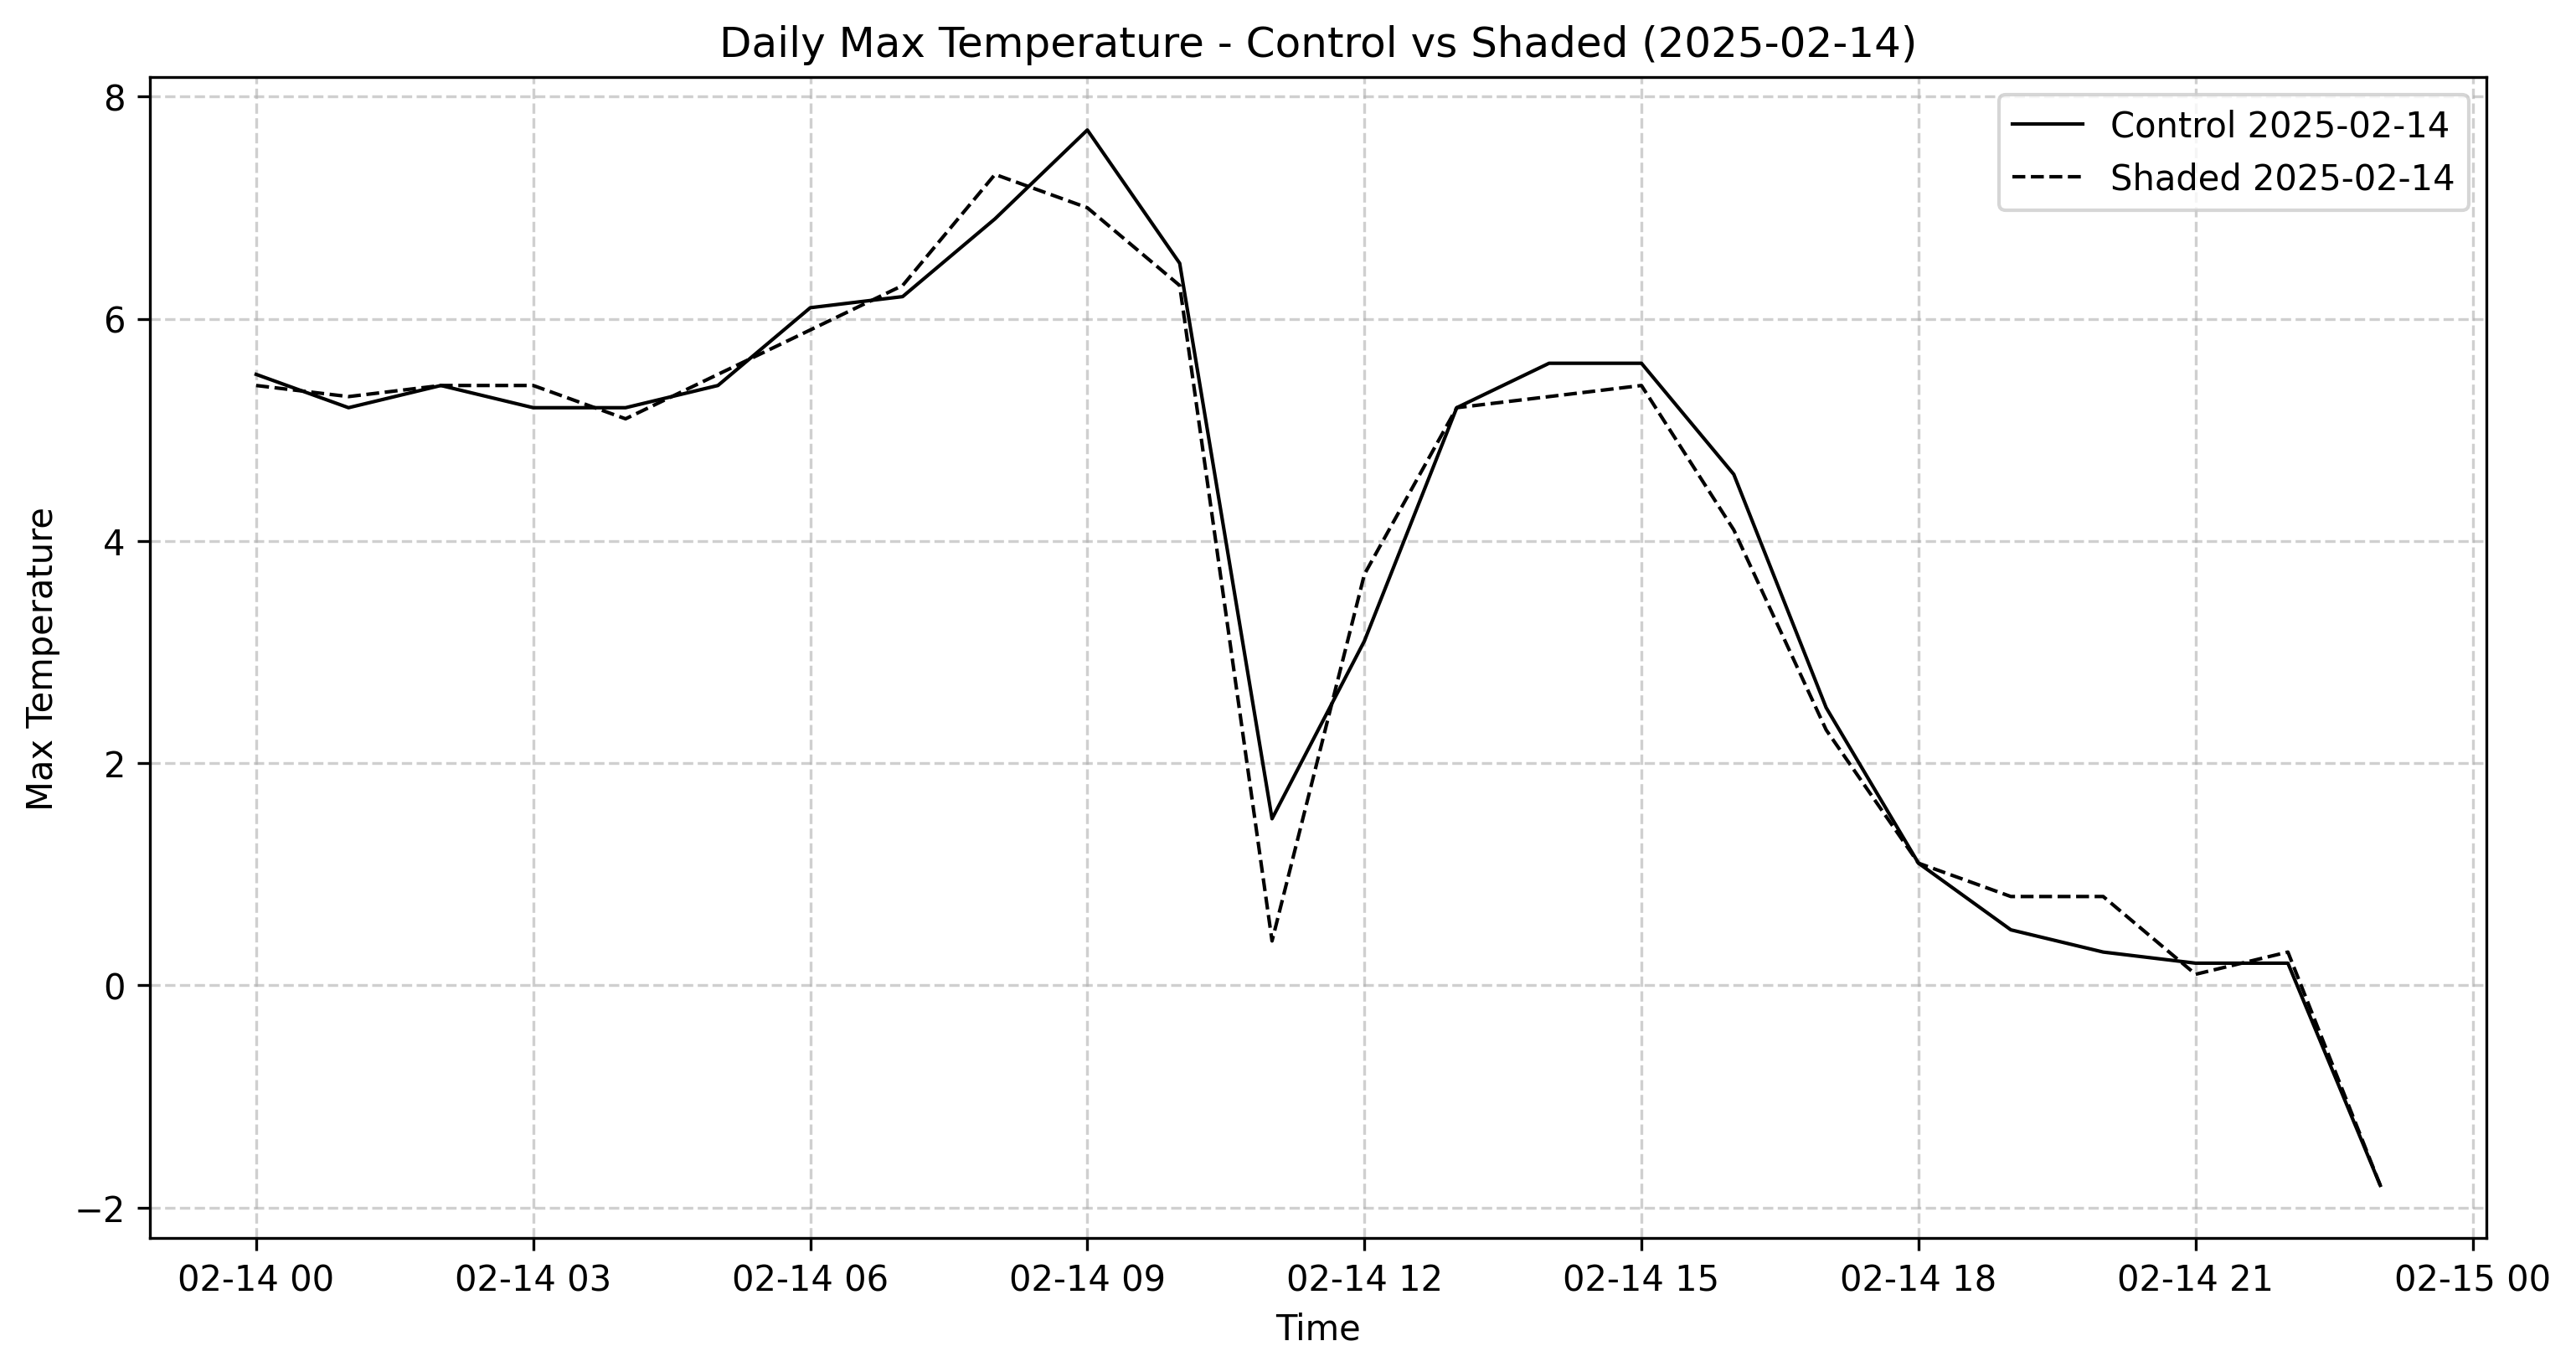 Daily Max Temperature - Control vs Shaded (2025-02-14)
Control 2025-02-14
Shaded 2025-02-14
Max Temperature
8
6
4
2
0
−2
02-14 00 02-14 03 02-14 06 02-14 09 02-14 12 02-14 15 02-14 18 02-14 21 02-15 00
Time